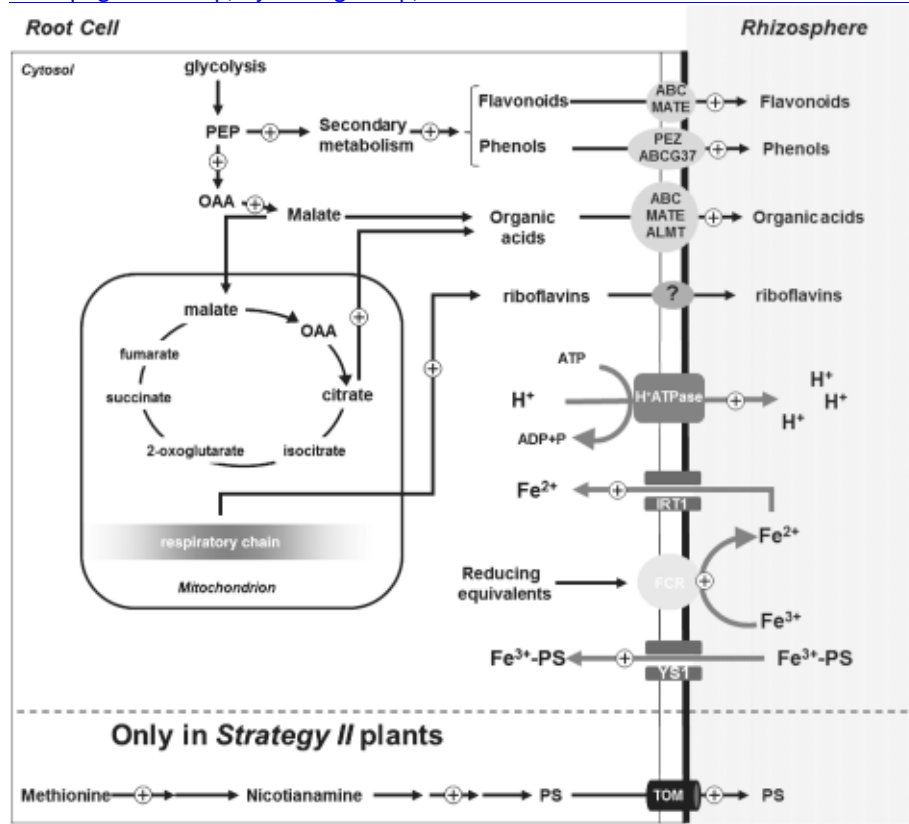 Root Cell
Rhizosphere
Cytosol
glycolysis
PEP
Secondary
metabolism
Flavonoids
ABC
MATE
Flavonoids
Phenols
PEZ
ABCG37
Phenols
OAA
Malate
Organic
acids
ABC
MATE
ALMT
Organic acids
riboflavins
?
riboflavins
malate
OAA
fumarate
succinate
citrate
2-oxoglutarate
isocitrate
respiratory chain
Mitochondrion
ATP
H⁺
H⁺ATPase
ADP+P
H⁺
H⁺
H⁺
Fe²⁺
IRT1
Fe²⁺
Reducing
equivalents
FCR
Fe³⁺
Fe³⁺-PS
YS1
Fe³⁺-PS
Only in Strategy II plants
Methionine
Nicotianamine
PS
TOM
PS